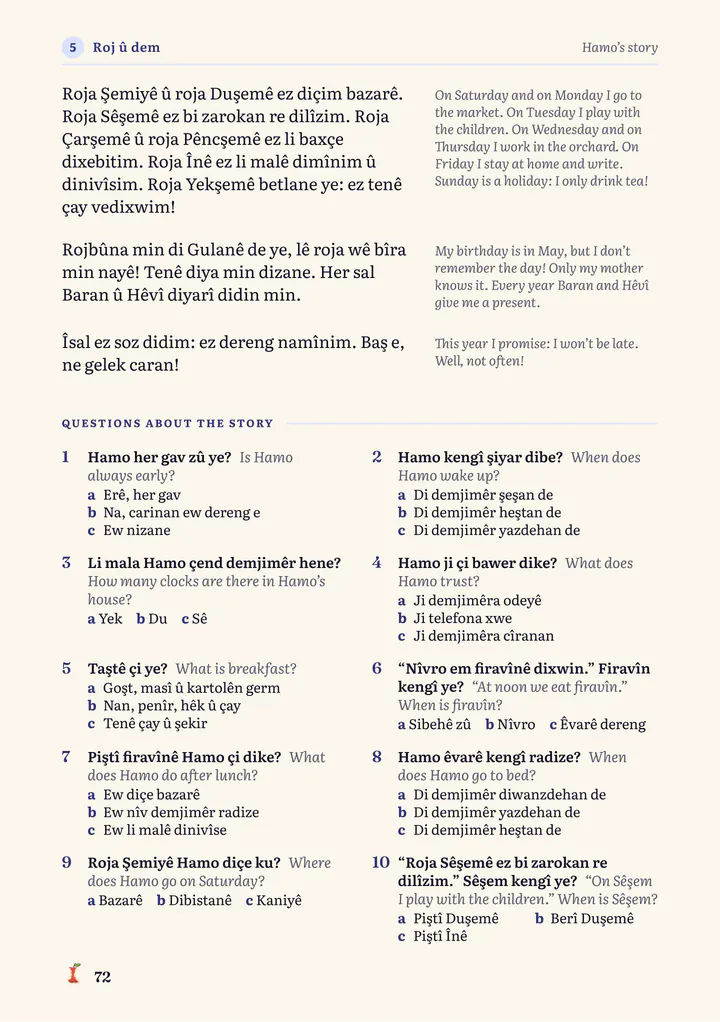 5 Roj û dem
Hamo's story
Roja Şemiyê û roja Duşemê ez diçim bazarê.
Roja Sêşemê ez bi zarokan re dilîzim. Roja
Çarşemê û roja Pêncşemê ez li baxçe
dixebitim. Roja Înê ez li malê dimînim û
dinivîsim. Roja Yekşemê betlane ye: ez tenê
çay vedixwim!
On Saturday and on Monday I go to
the market. On Tuesday I play with
the children. On Wednesday and on
Thursday I work in the orchard. On
Friday I stay at home and write.
Sunday is a holiday: I only drink tea!
Rojbûna min di Gulanê de ye, lê roja wê bîra
min nayê! Tenê diya min dizane. Her sal
Baran û Hêvî diyarî didin min.
My birthday is in May, but I don't
remember the day! Only my mother
knows it. Every year Baran and Hêvî
give me a present.
Îsal ez soz didim: ez dereng namînim. Baş e,
ne gelek caran!
This year I promise: I won't be late.
Well, not often!
QUESTIONS ABOUT THE STORY
1 Hamo her gav zû ye? Is Hamo
always early?
a Erê, her gav
b Na, carinan ew dereng e
c Ew nizane
2 Hamo kengî şiyar dibe? When does
Hamo wake up?
a Di demjimêr şeşan de
b Di demjimêr heştan de
c Di demjimêr yazdehan de
3 Li mala Hamo çend demjimêr hene?
How many clocks are there in Hamo's
house?
a Yek b Du c Sê
4 Hamo ji çi bawer dike? What does
Hamo trust?
a Ji demjimêra odeyê
b Ji telefona xwe
c Ji demjimêra cîranan
5 Taştê çi ye? What is breakfast?
a Goşt, masî û kartolên germ
b Nan, penîr, hêk û çay
c Tenê çay û şekir
6 “Nîvro em firavînê dixwin.” Firavîn
kengî ye? “At noon we eat firavîn.”
When is firavîn?
a Sibehê zû b Nîvro c Êvarê dereng
7 Piştî firavînê Hamo çi dike? What
does Hamo do after lunch?
a Ew diçe bazarê
b Ew nîv demjimêr radize
c Ew li malê dinivîse
8 Hamo êvarê kengî radize? When
does Hamo go to bed?
a Di demjimêr diwanzdehan de
b Di demjimêr yazdehan de
c Di demjimêr heştan de
9 Roja Şemiyê Hamo diçe ku? Where
does Hamo go on Saturday?
a Bazarê b Dibistanê c Kaniyê
10 “Roja Sêşemê ez bi zarokan re
dilîzim.” Sêşem kengî ye? “On Sêşem
I play with the children.” When is Sêşem?
a Piştî Duşemê b Berî Duşemê
c Piştî Înê
72